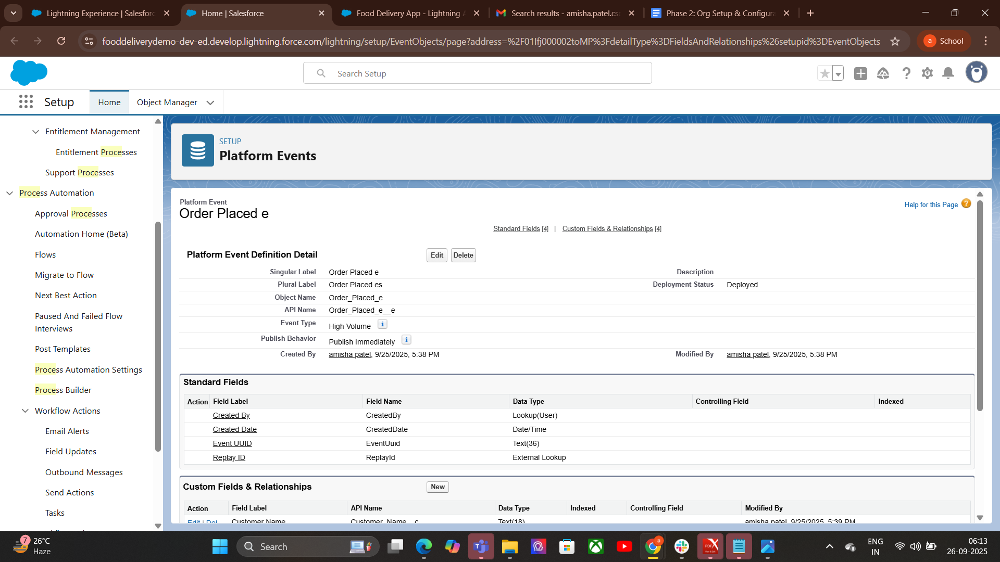 Lightning Experience | Salesforc
Home | Salesforce
Food Delivery App - Lightning
Search results - amisha.patel.cs
Phase 2: Org Setup & Configura
fooddeliverydemo-dev-ed.develop.lightning.force.com/lightning/setup/EventObjects/page?address=%2F01Ifj000002toMP%3FdetailType%3DFieldsAndRelationships%26setupid%3DEventObjects
a School
Search Setup
Setup
Home
Object Manager
Entitlement Management
Entitlement Processes
Support Processes
Process Automation
Approval Processes
Automation Home (Beta)
Flows
Migrate to Flow
Next Best Action
Paused And Failed Flow
Interviews
Post Templates
Process Automation Settings
Process Builder
Workflow Actions
Email Alerts
Field Updates
Outbound Messages
Send Actions
Tasks
SETUP
Platform Events
Platform Event
Order Placed e
Help for this Page ?
Standard Fields [4] | Custom Fields & Relationships [4]
Platform Event Definition Detail
Edit Delete
Singular Label Order Placed e Description
Plural Label Order Placed es Deployment Status Deployed
Object Name Order_Placed_e
API Name Order_Placed_e__e
Event Type High Volume i
Publish Behavior Publish Immediately i
Created By amisha patel, 9/25/2025, 5:38 PM Modified By amisha patel, 9/25/2025, 5:38 PM
Standard Fields
Action Field Label Field Name Data Type Controlling Field Indexed
Created By CreatedBy Lookup(User)
Created Date CreatedDate Date/Time
Event UUID EventUuid Text(36)
Replay ID ReplayId External Lookup
Custom Fields & Relationships
New
Action Field Label API Name Data Type Indexed Controlling Field Modified By
Edit | Del Customer Name Customer_Name__c Text(18) amisha patel, 9/25/2025, 5:39 PM
7
26°C
Haze
Search
a
PDF
ENG
IN
06:13
26-09-2025